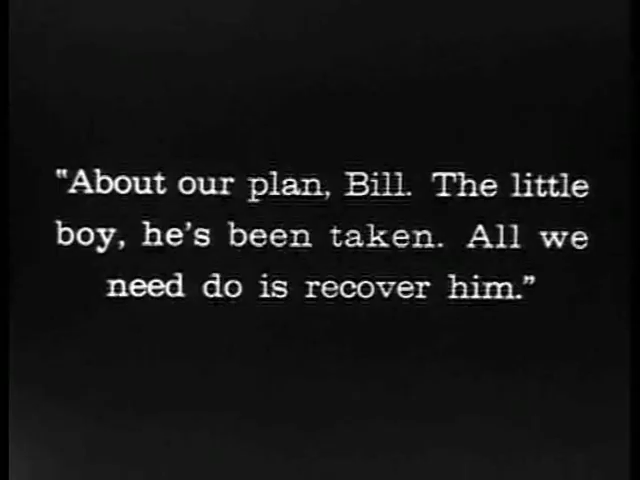 "About our plan, Bill. The little
boy, he's been taken. All we
need do is recover him."